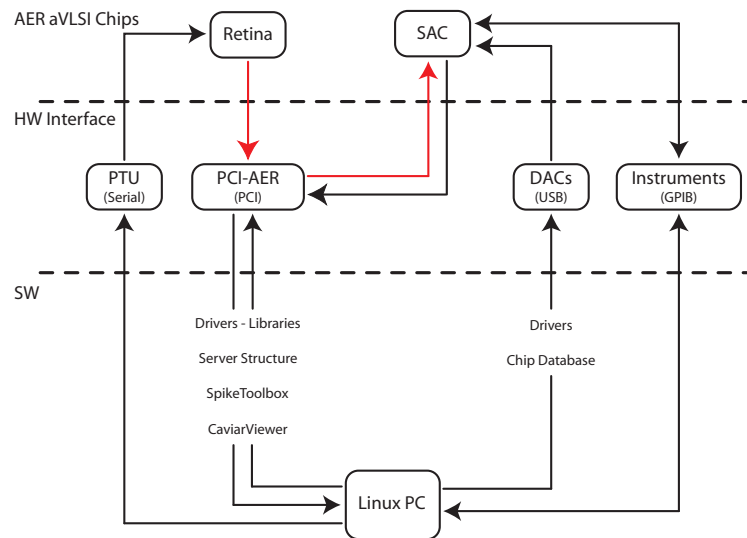 AER aVLSI Chips
Retina
SAC
HW Interface
PTU
(Serial)
PCI-AER
(PCI)
DACs
(USB)
Instruments
(GPIB)
SW
Drivers - Libraries
Server Structure
SpikeToolbox
CaviarViewer
Drivers
Chip Database
Linux PC